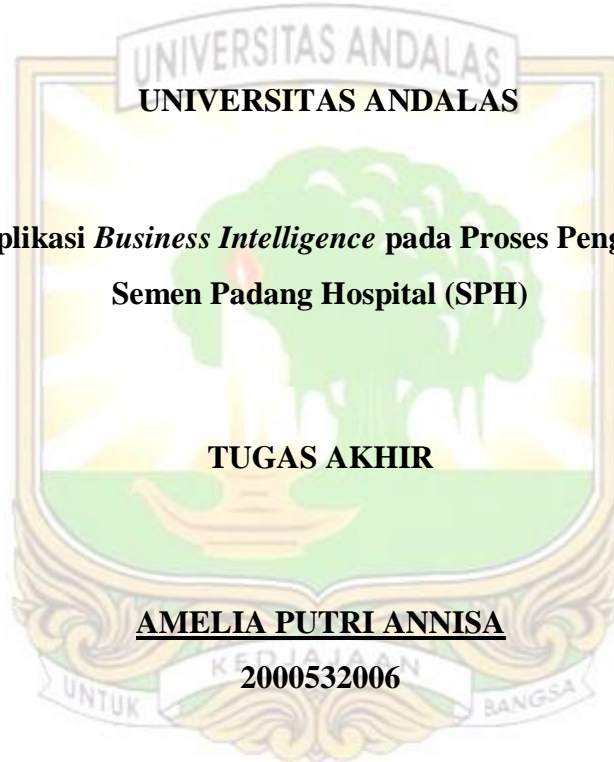 UNIVERSITAS ANDALAS
UNIVERSITAS ANDALAS
plikasi Business Intelligence pada Proses Peng
Semen Padang Hospital (SPH)
TUGAS AKHIR
AMELIA PUTRI ANNISA
KEDJAJAAN
2000532006
UNTUK
BANGSA